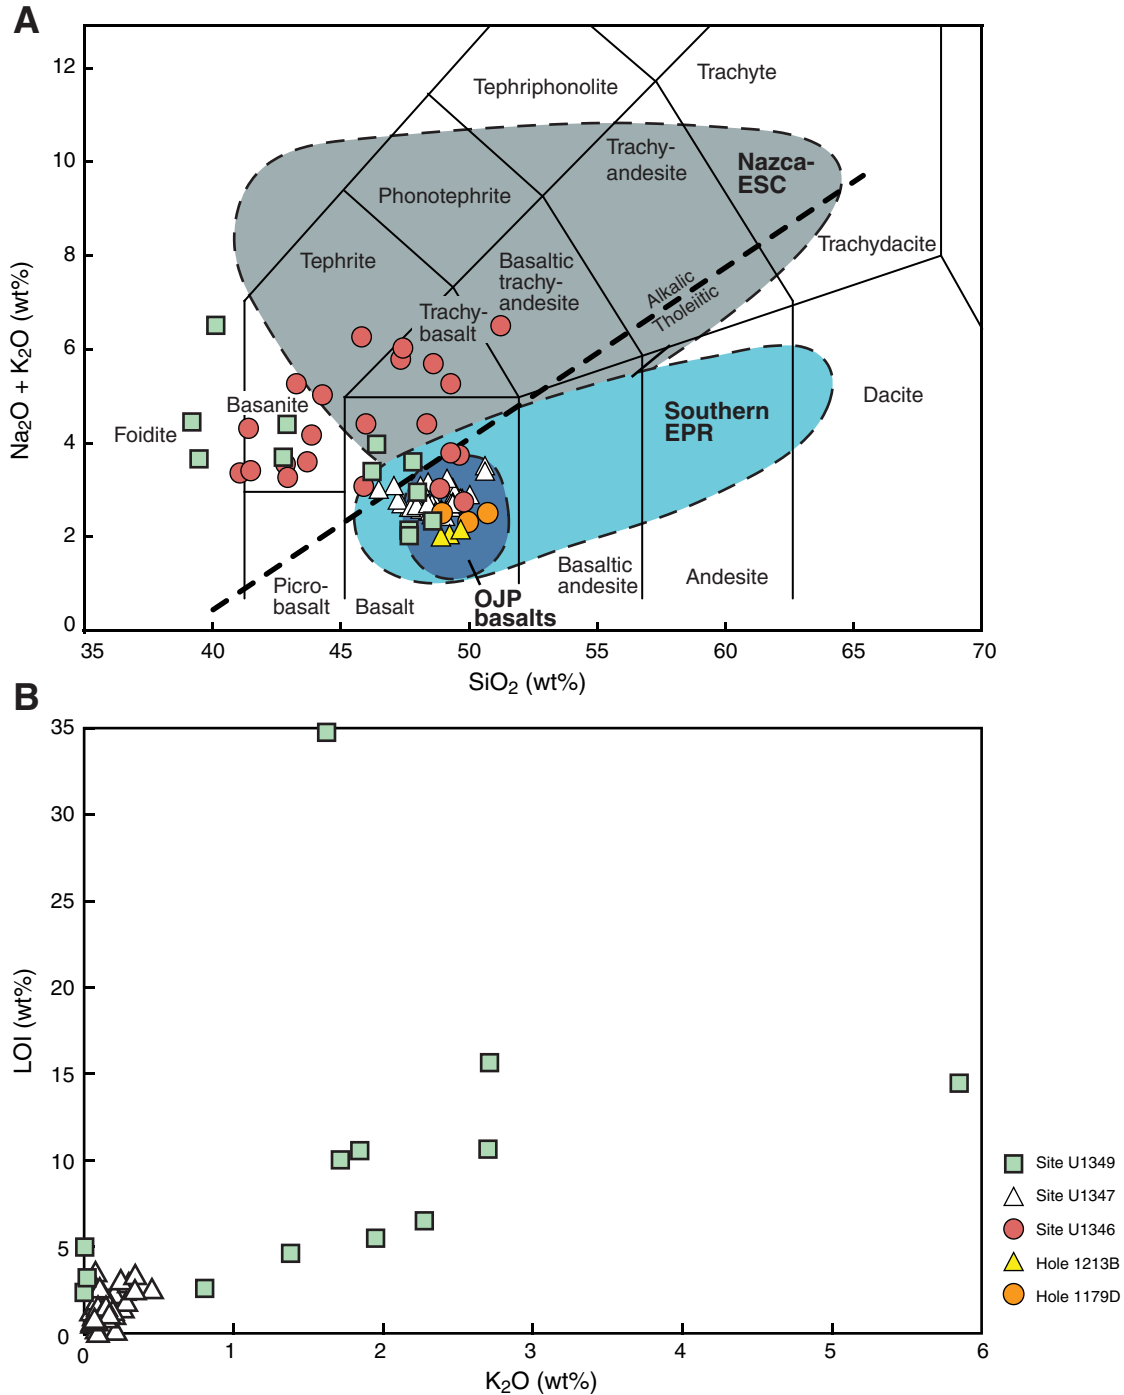 A
12
10
8
6
4
2
0
Na₂O + K₂O (wt%)
Tephriphonolite
Trachyte
Trachy-
andesite
Nazca-
ESC
Phonotephrite
Tephrite
Basaltic
trachy-
andesite
Trachydacite
Alkalic
Tholeiitic
Trachy-
basalt
Basanite
Foidite
Southern
EPR
Dacite
Picro-
basalt
Basalt
OJP
basalts
Basaltic
andesite
Andesite
35 40 45 50 55 60 65 70
SiO₂ (wt%)
B
35
30
25
20
15
10
5
0
LOI (wt%)
0 1 2 3 4 5 6
K₂O (wt%)
Site U1349
Site U1347
Site U1346
Hole 1213B
Hole 1179D